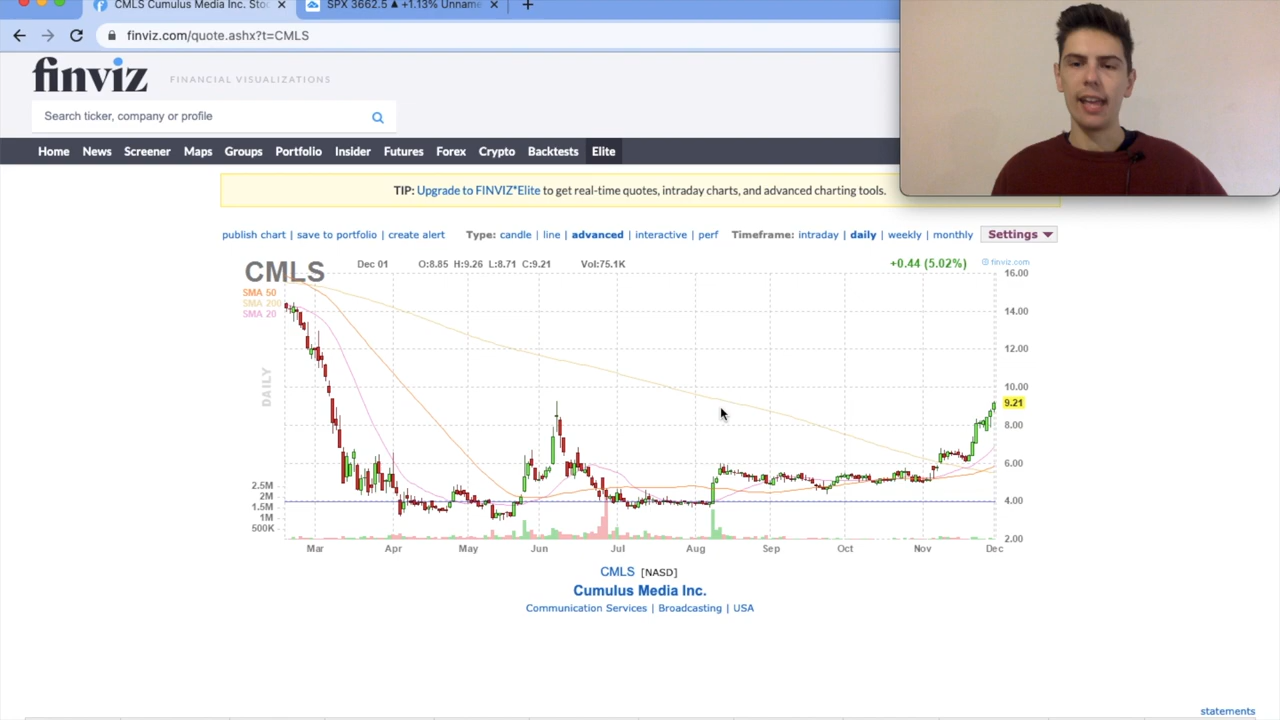 CMLS Cumulus Media Inc. Sto
SPX 3662.5 ▲ +1.13% Unname
finviz.com/quote.ashx?t=CMLS
finviz
FINANCIAL VISUALIZATIONS
Search ticker, company or profile
Home News Screener Maps Groups Portfolio Insider Futures Forex Crypto Backtests Elite
TIP: Upgrade to FINVIZ*Elite to get real-time quotes, intraday charts, and advanced charting tools.
publish chart | save to portfolio | create alert Type: candle | line | advanced | interactive | perf Timeframe: intraday | daily | weekly | monthly Settings
CMLS Dec 01 O:8.85 H:9.26 L:8.71 C:9.21 Vol:75.1K +0.44 (5.02%) © finviz.com
SMA 50
SMA 200
SMA 20
DAILY
16.00
14.00
12.00
10.00
9.21
8.00
6.00
4.00
2.00
2.5M
2M
1.5M
1M
500K
Mar Apr May Jun Jul Aug Sep Oct Nov Dec
CMLS [NASD]
Cumulus Media Inc.
Communication Services | Broadcasting | USA
statements